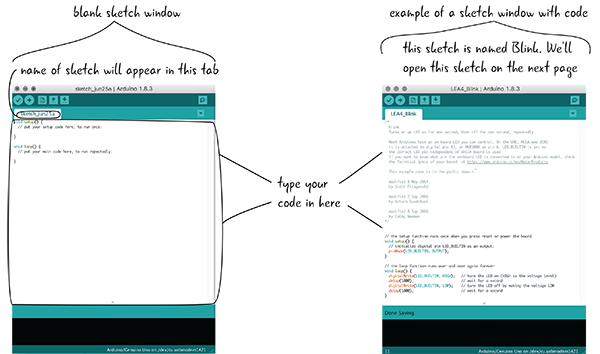 blank sketch window
name of sketch will appear in this tab
sketch_jun25a | Arduino 1.8.3
sketch_jun25a
void setup() {
// put your setup code here, to run once:
}
void loop() {
// put your main code here, to run repeatedly:
}
Arduino/Genuino Uno on /dev/cu.usbmodem1421
type your
code in here
example of a sketch window with code
this sketch is named Blink. We'll
open this sketch on the next page
LEA4_Blink | Arduino 1.8.3
LEA4_Blink
/*
Blink
Turns on an LED on for one second, then off for one second, repeatedly.
Most Arduinos have an on-board LED you can control. On the UNO, MEGA and ZERO
it is attached to digital pin 13, on MKR1000 on pin 6. LED_BUILTIN is set to
the correct LED pin independent of which board is used.
If you want to know what pin the on-board LED is connected to on your Arduino model, check
the Technical Specs of your board at https://www.arduino.cc/en/Main/Products
This example code is in the public domain.
modified 8 May 2014
by Scott Fitzgerald
modified 2 Sep 2016
by Arturo Guadalupi
modified 8 Sep 2016
by Colby Newman
*/
// the setup function runs once when you press reset or power the board
void setup() {
// initialize digital pin LED_BUILTIN as an output.
pinMode(LED_BUILTIN, OUTPUT);
}
// the loop function runs over and over again forever
void loop() {
digitalWrite(LED_BUILTIN, HIGH); // turn the LED on (HIGH is the voltage level)
delay(1000); // wait for a second
digitalWrite(LED_BUILTIN, LOW); // turn the LED off by making the voltage LOW
delay(1000); // wait for a second
}
Done Saving.
Arduino/Genuino Uno on /dev/cu.usbmodem1421